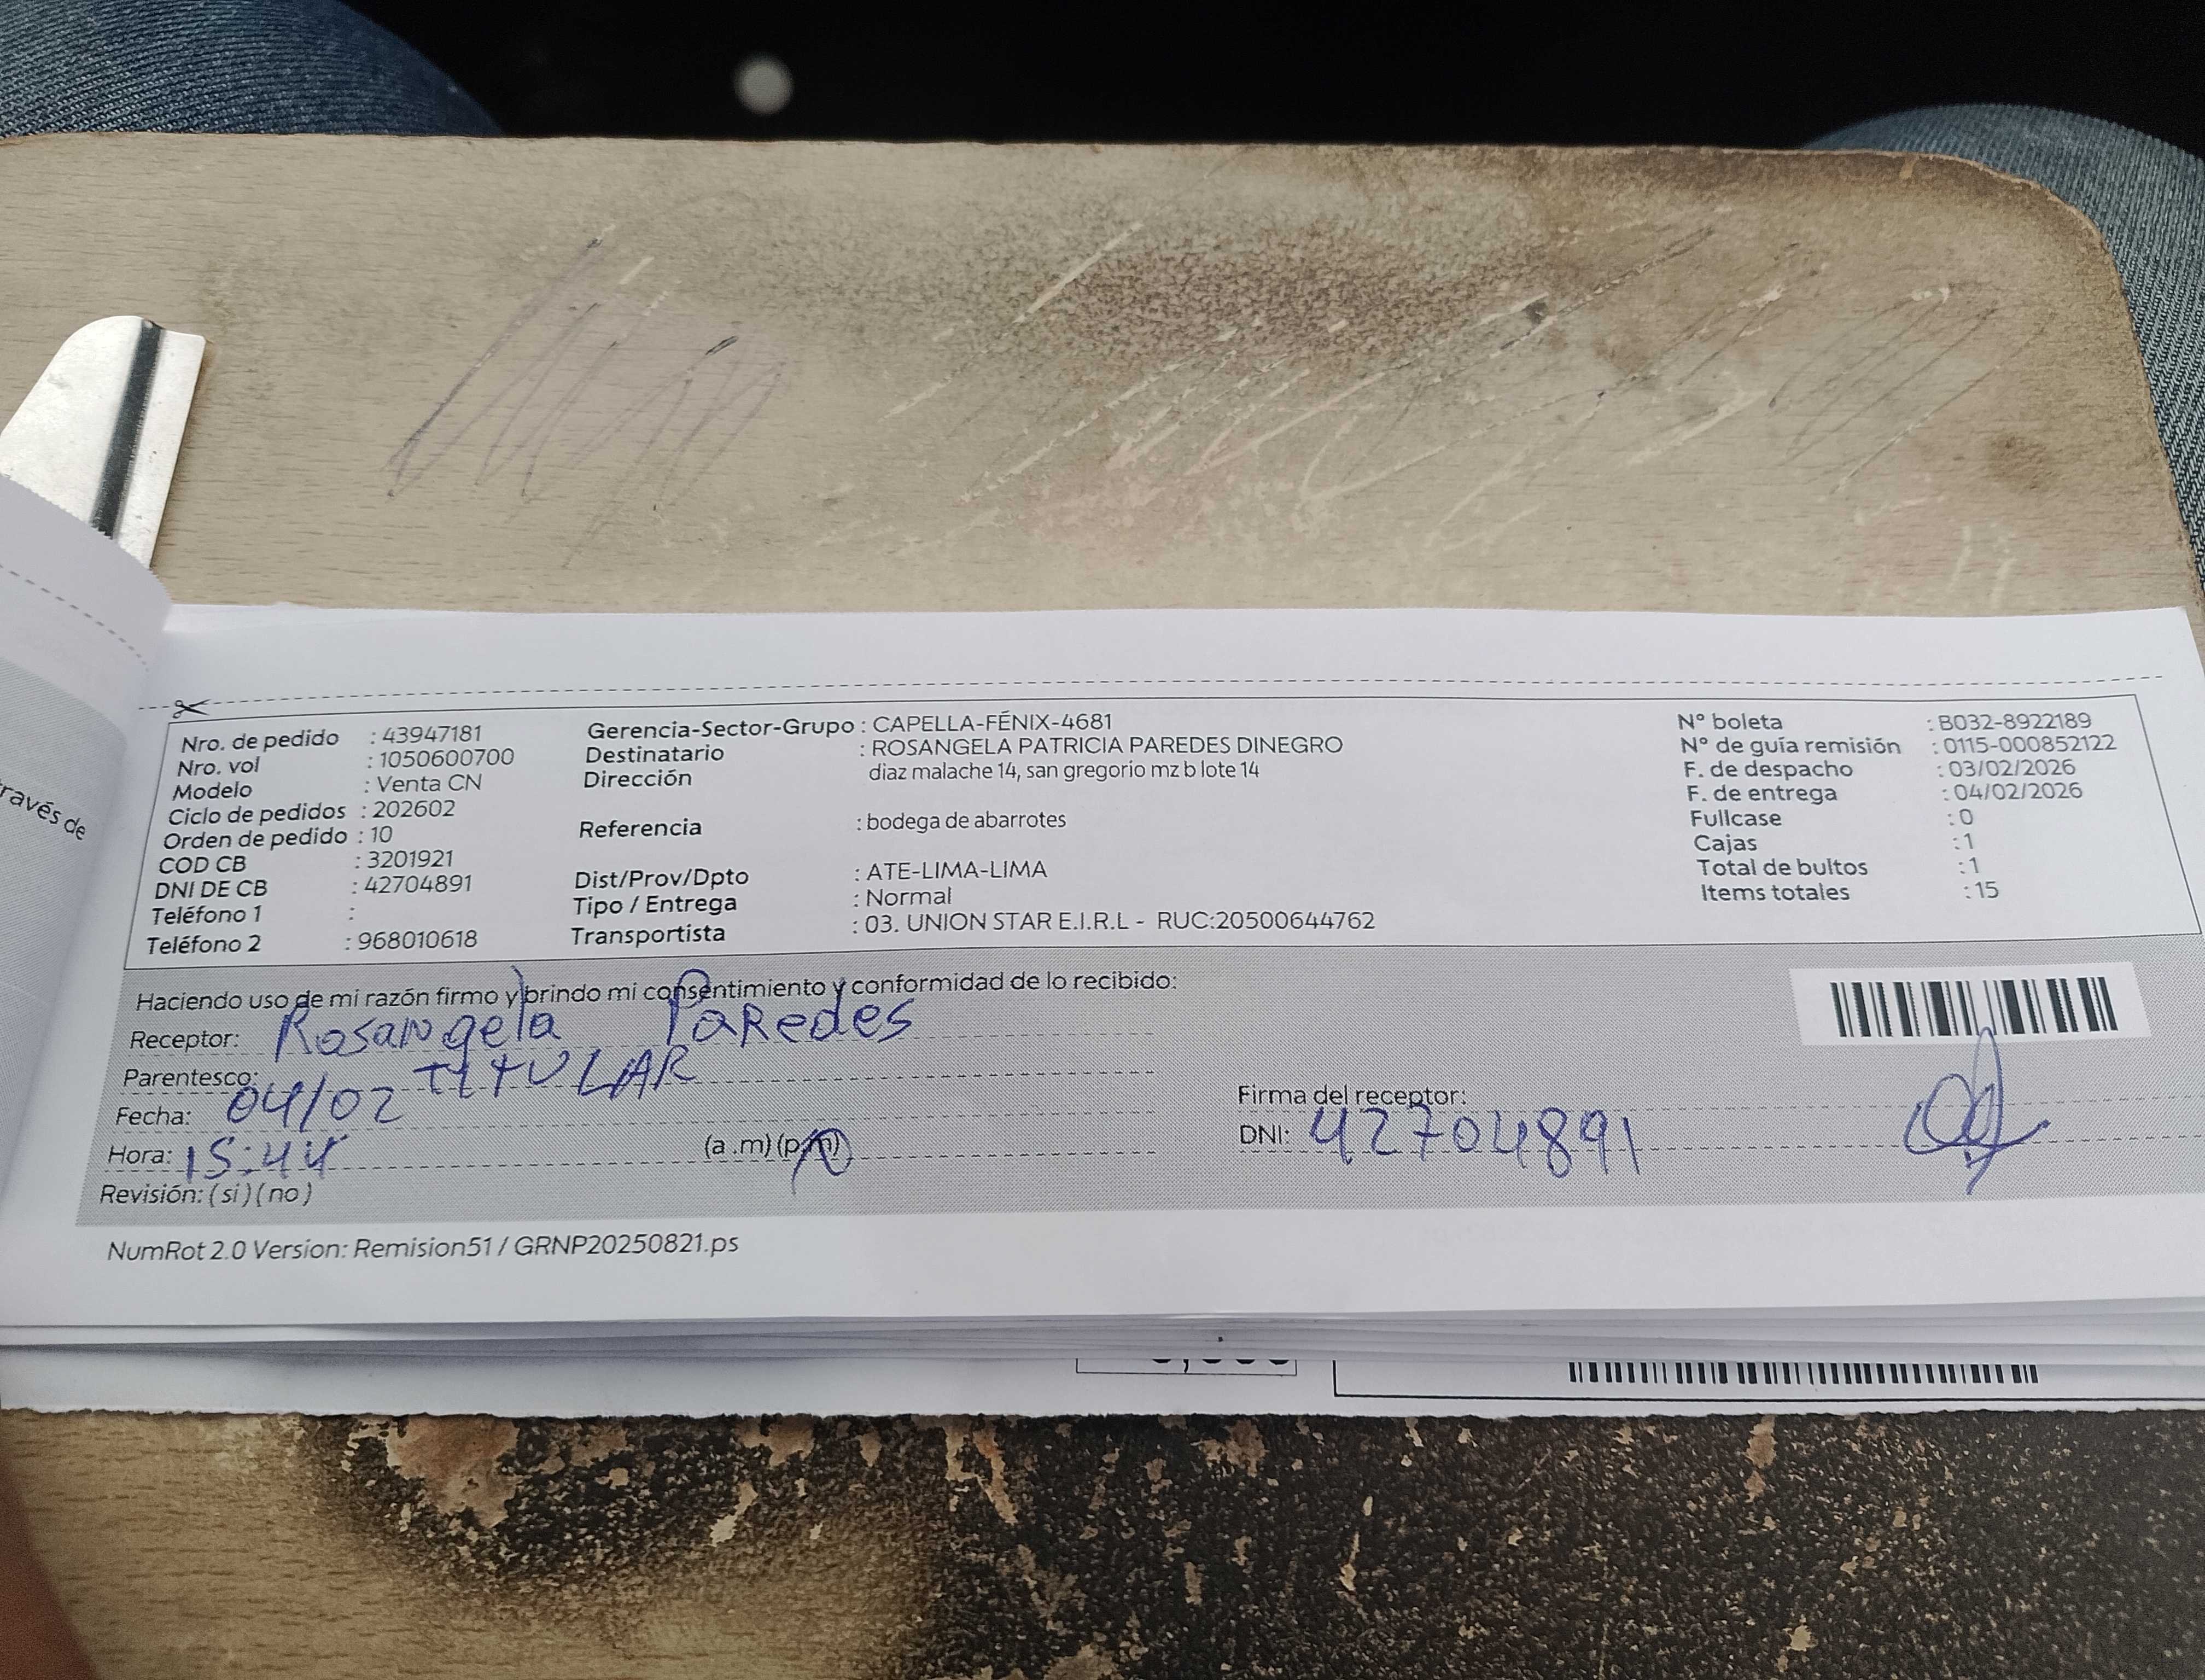 través de
Nro. de pedido : 43947181
Nro. vol : 1050600700
Modelo : Venta CN
Ciclo de pedidos : 202602
Orden de pedido : 10
COD CB : 3201921
DNI DE CB : 42704891
Teléfono 1 :
Teléfono 2 : 968010618
Gerencia-Sector-Grupo : CAPELLA-FÉNIX-4681
Destinatario : ROSANGELA PATRICIA PAREDES DINEGRO
Dirección diaz malache 14, san gregorio mz b lote 14
Referencia : bodega de abarrotes
Dist/Prov/Dpto : ATE-LIMA-LIMA
Tipo / Entrega : Normal
Transportista : 03. UNION STAR E.I.R.L - RUC:20500644762
N° boleta : B032-8922189
N° de guía remisión : 0115-000852122
F. de despacho : 03/02/2026
F. de entrega : 04/02/2026
Fullcase : 0
Cajas : 1
Total de bultos : 1
Items totales : 15
Haciendo uso de mi razón firmo y brindo mi consentimiento y conformidad de lo recibido:
Receptor: Rosangela Paredes
Parentesco: TITULAR
Fecha: 04/02
Hora: 15:44 (a .m) (p.m)
Revisión: (si) (no)
Firma del receptor:
DNI: 42704891
NumRot 2.0 Version: Remision51 / GRNP20250821.ps